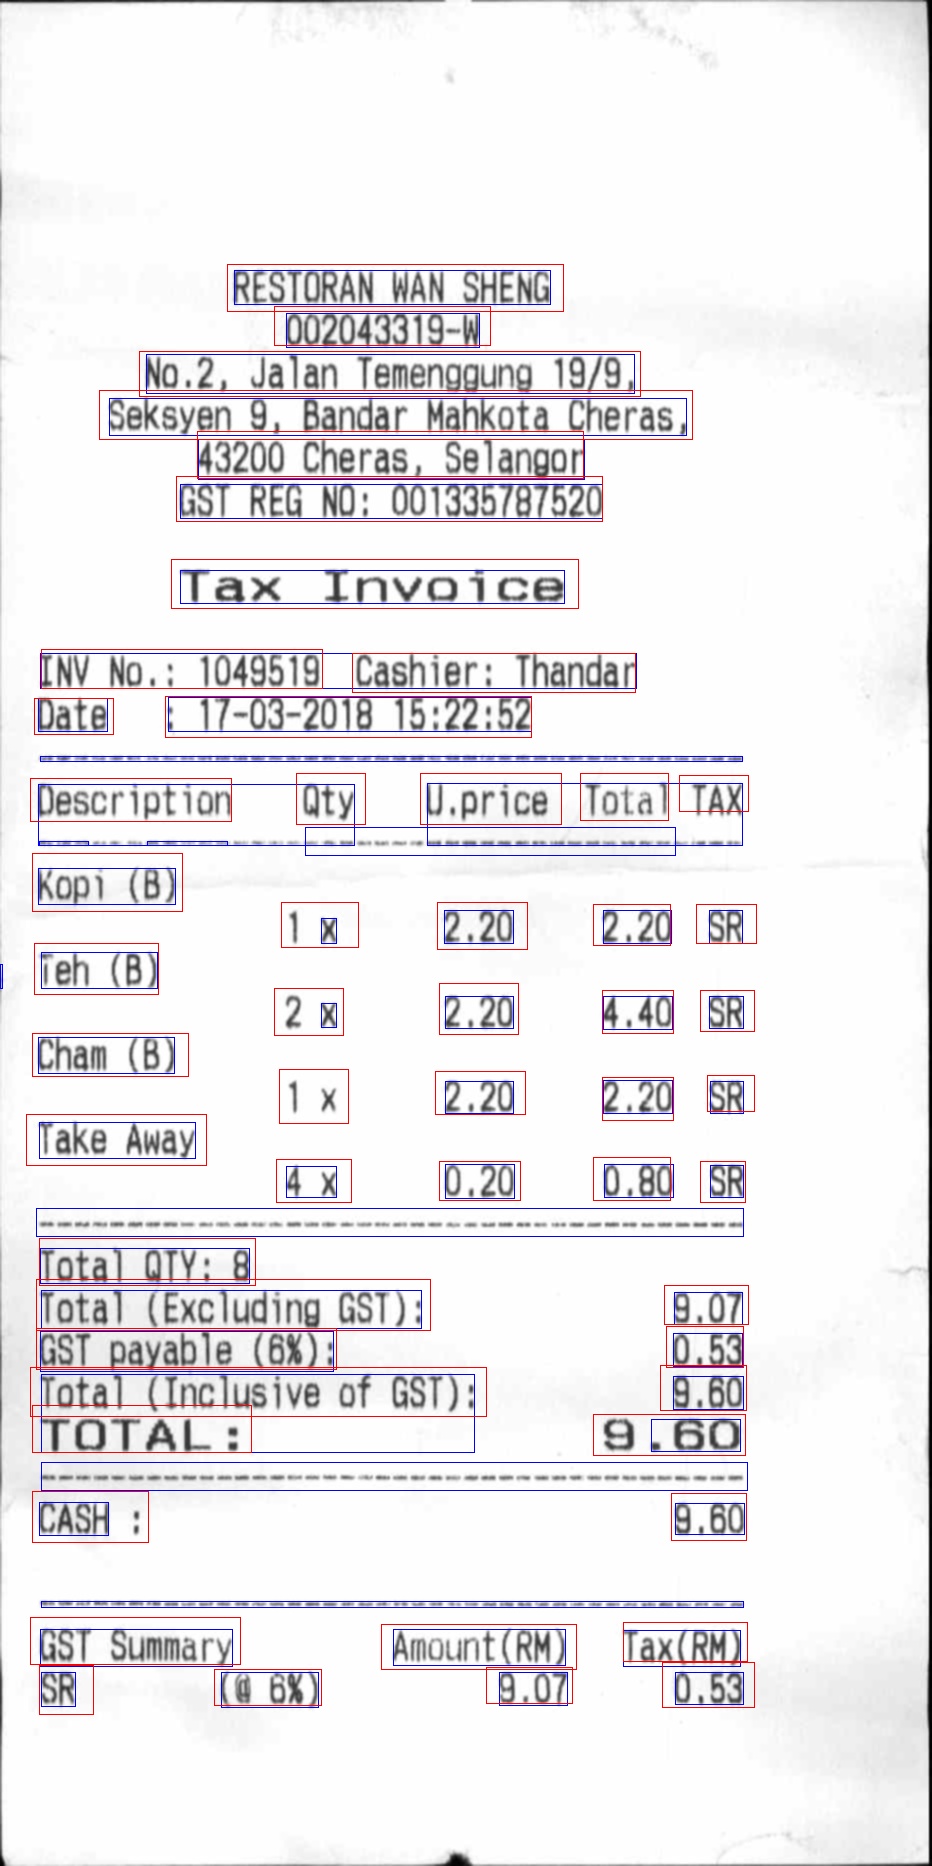 RESTORAN WAN SHENG
002043319-W
No.2, Jalan Temenggung 19/9,
Seksyen 9, Bandar Mahkota Cheras,
43200 Cheras, Selangor
GST REG NO: 001335787520
Tax Invoice
INV No.: 1049519 Cashier: Thandar
Date : 17-03-2018 15:22:52
Description Qty U.price Total TAX
Kopi (B)
1 x 2.20 2.20 SR
Teh (B)
2 x 2.20 4.40 SR
Cham (B)
1 x 2.20 2.20 SR
Take Away
4 x 0.20 0.80 SR
Total QTY: 8
Total (Excluding GST): 9.07
GST payable (6%): 0.53
Total (Inclusive of GST): 9.60
TOTAL: 9.60
CASH : 9.60
GST Summary Amount(RM) Tax(RM)
SR (@ 6%) 9.07 0.53